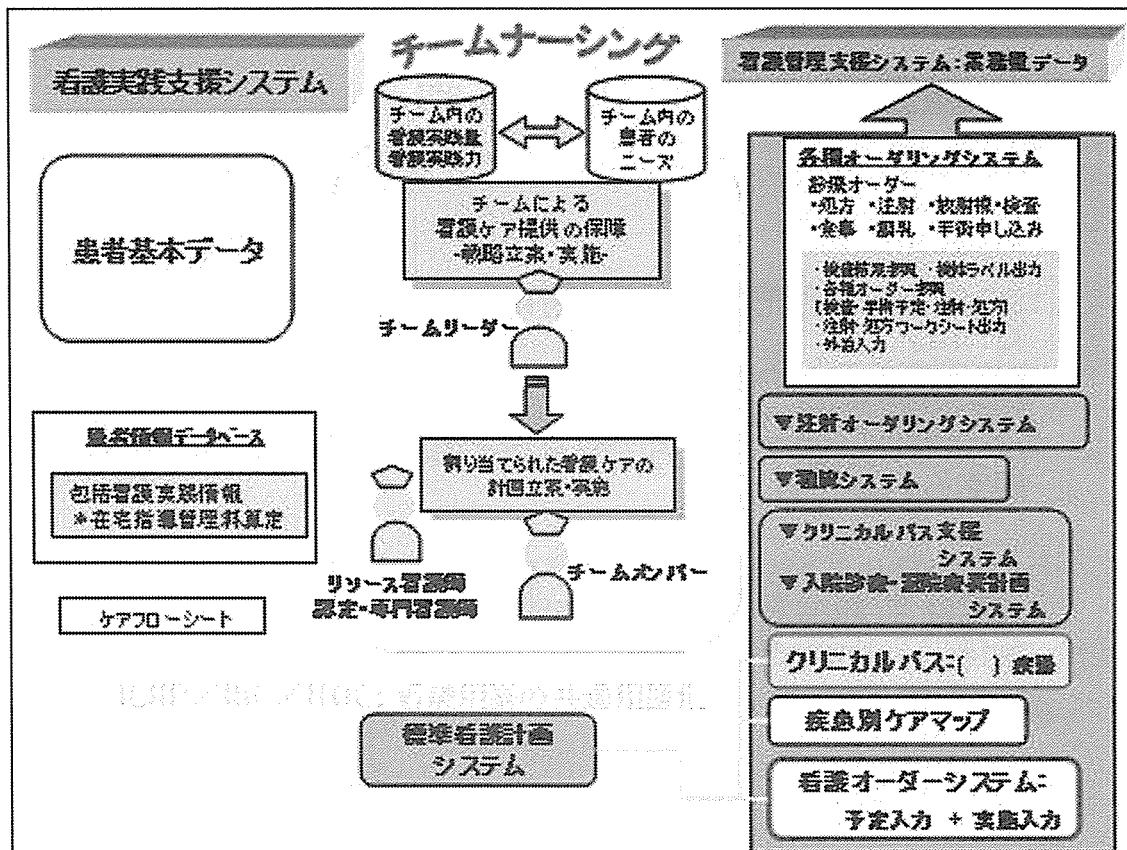 チームナーシング
看護実践支援システム
看護管理支援システム:業務量データ
チーム内の
看護実践量
看護実践力
チーム内の
患者の
ニーズ
チームによる
看護ケア提供の保障
-戦略立案・実施-
チームリーダー
患者基本データ
各種オーダリングシステム
診療オーダー
・処方 ・注射 ・放射線・検査
・食事 ・調乳 ・手術申し込み
・検査結果参照 ・検体ラベル出力
・各種オーダー参照
[検査・手術予定・注射・処方]
・注射・処方ワークシート出力
・外泊入力
患者情報データベース
包括看護実践情報
*在宅指導管理料算定
ケアフローシート
割り当てられた看護ケアの
計画立案・実施
リソース看護師
認定・専門看護師
チームメンバー
▼注射オーダリングシステム
システム
▼クリニカルパス支援
システム
▼入院診療・退院療養計画
システム
クリニカルパス:( ) 疾患
疾患別ケアマップ
看護オーダーシステム:
予定入力 + 実施入力
標準看護計画
システム